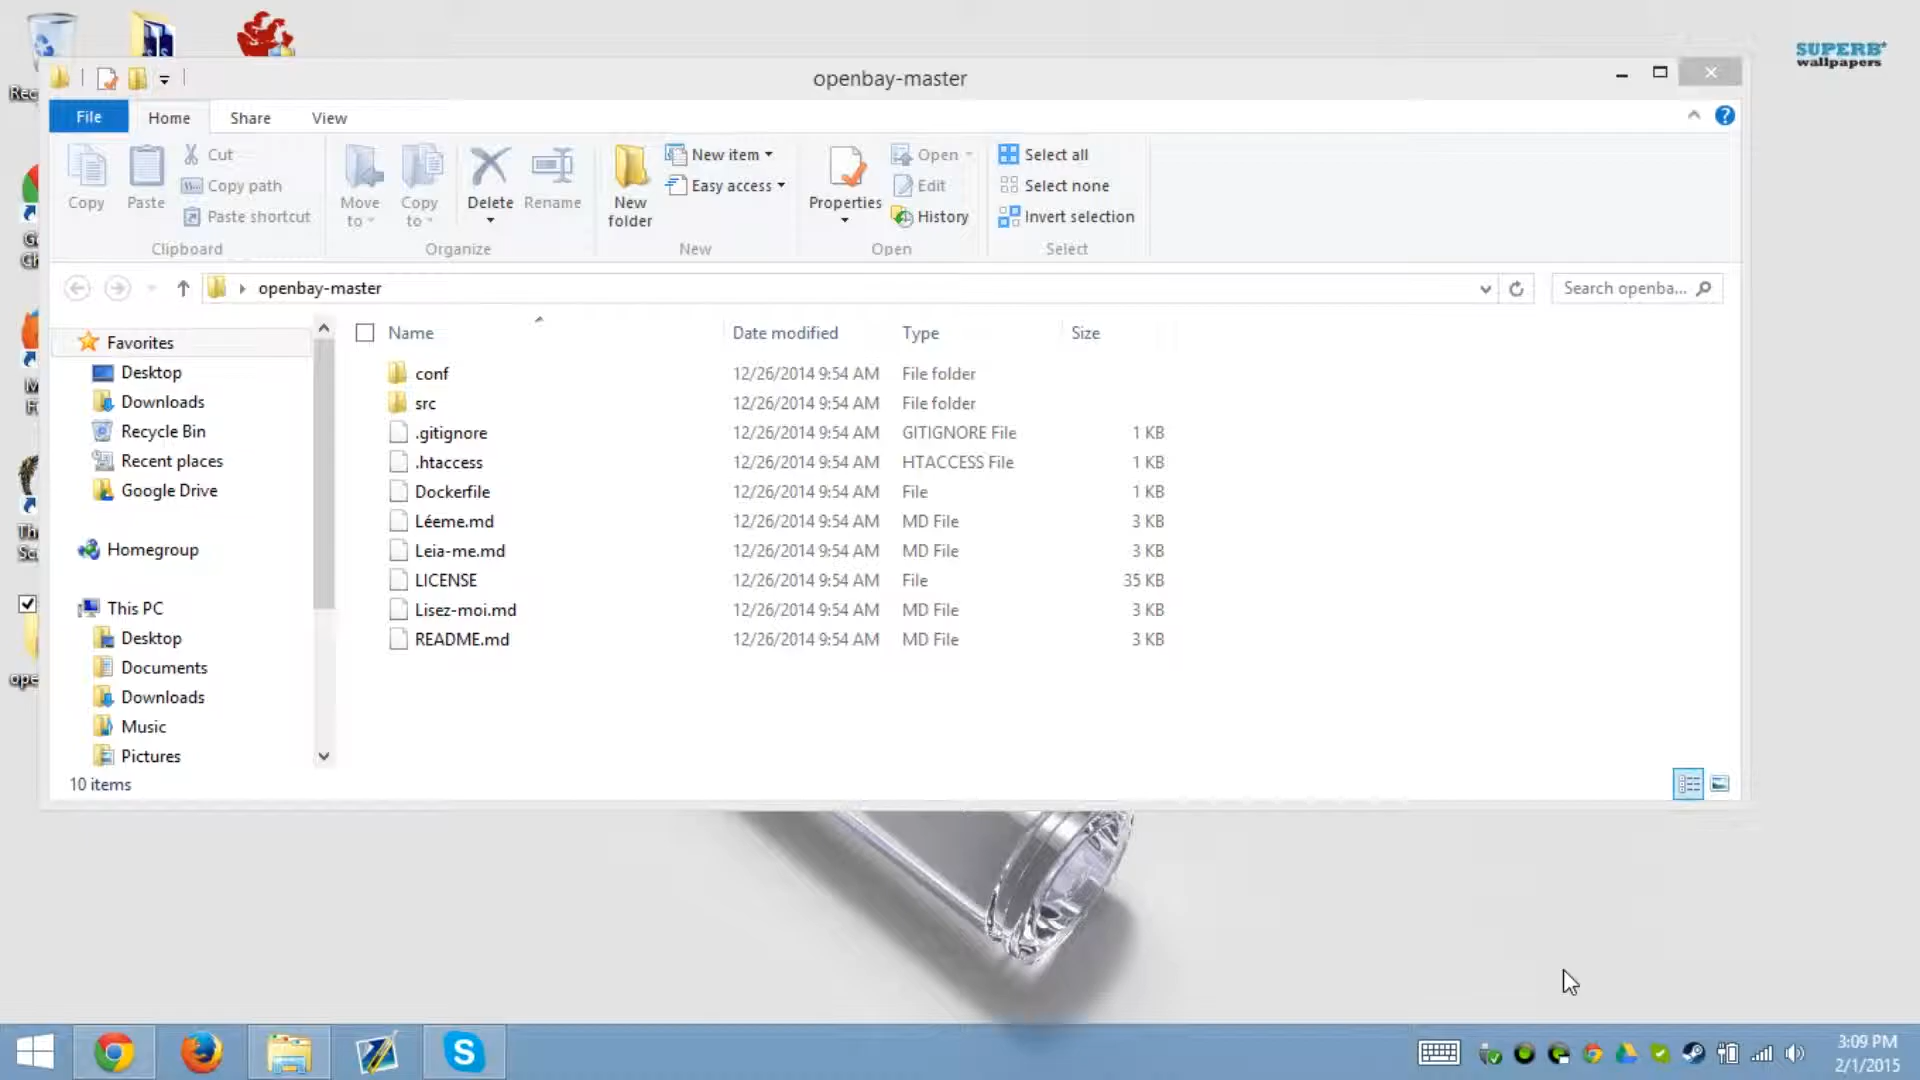 SUPERB
wallpapers
openbay-master
File Home Share View
Copy
Paste
Cut
Copy path
Paste shortcut
Clipboard
Move to
Copy to
Delete
Rename
Organize
New folder
New item
Easy access
New
Properties
Open
Edit
History
Open
Select all
Select none
Invert selection
Select
openbay-master
Search openba...
Favorites
Desktop
Downloads
Recycle Bin
Recent places
Google Drive
Homegroup
This PC
Desktop
Documents
Downloads
Music
Pictures
Name Date modified Type Size
conf 12/26/2014 9:54 AM File folder
src 12/26/2014 9:54 AM File folder
.gitignore 12/26/2014 9:54 AM GITIGNORE File 1 KB
.htaccess 12/26/2014 9:54 AM HTACCESS File 1 KB
Dockerfile 12/26/2014 9:54 AM File 1 KB
Léeme.md 12/26/2014 9:54 AM MD File 3 KB
Leia-me.md 12/26/2014 9:54 AM MD File 3 KB
LICENSE 12/26/2014 9:54 AM File 35 KB
Lisez-moi.md 12/26/2014 9:54 AM MD File 3 KB
README.md 12/26/2014 9:54 AM MD File 3 KB
10 items
3:09 PM
2/1/2015